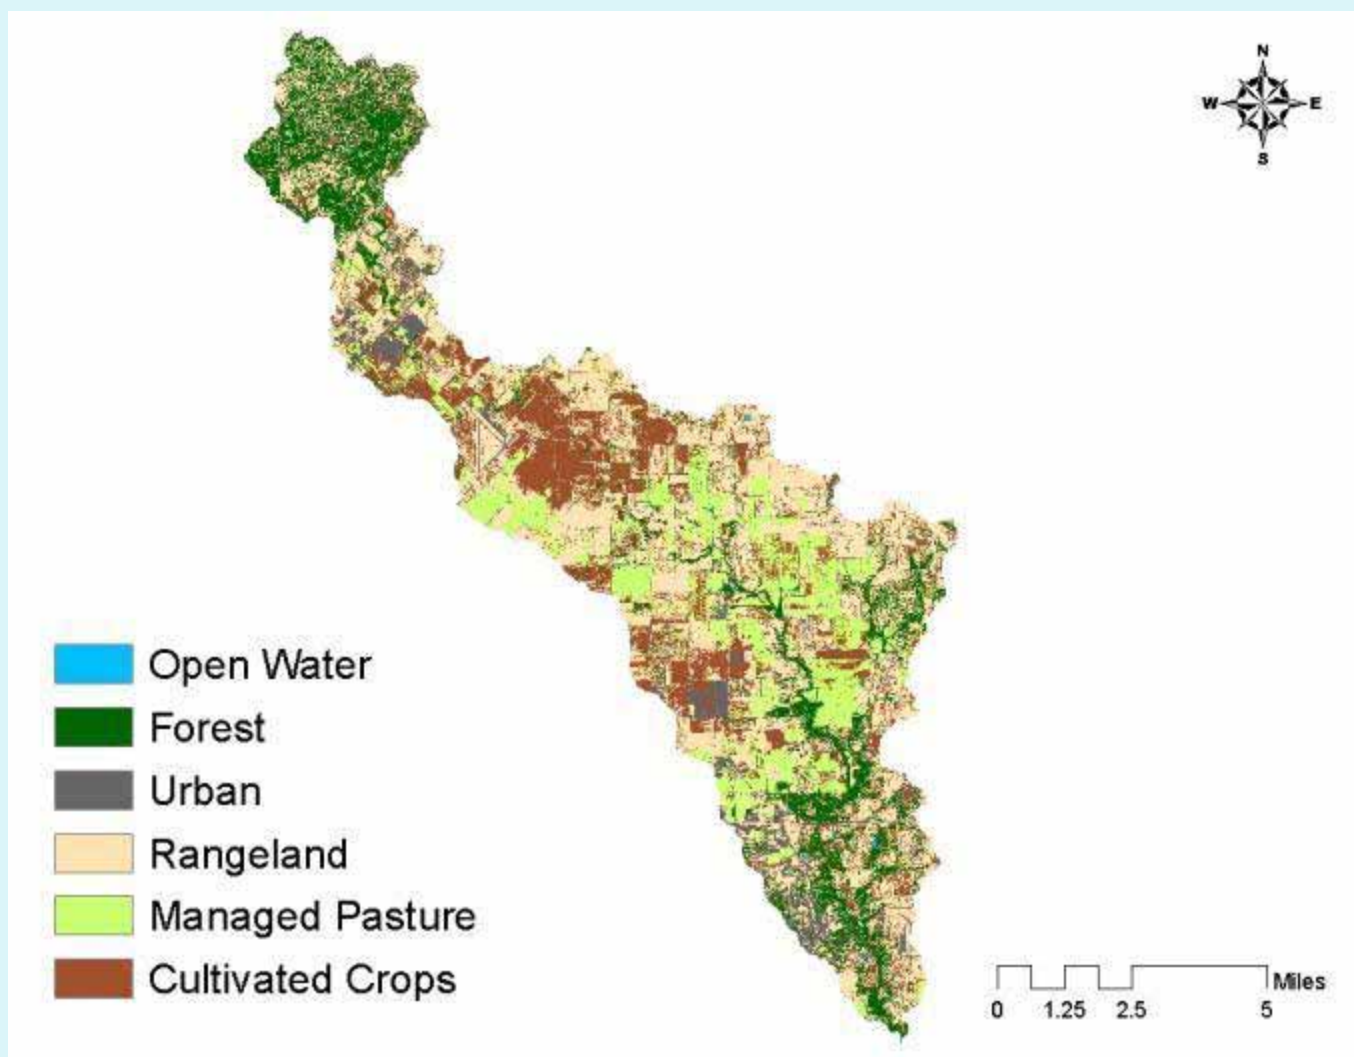 N
W E
S
Open Water
Forest
Urban
Rangeland
Managed Pasture
Cultivated Crops
Miles
0 1.25 2.5 5